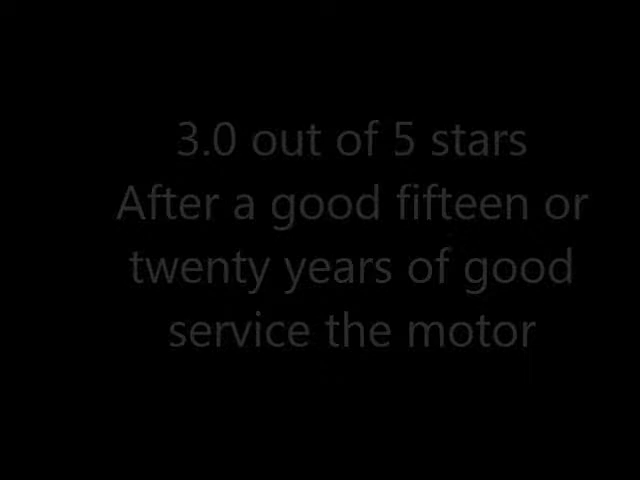 3.0 out of 5 stars
After a good fifteen or
twenty years of good
service the motor